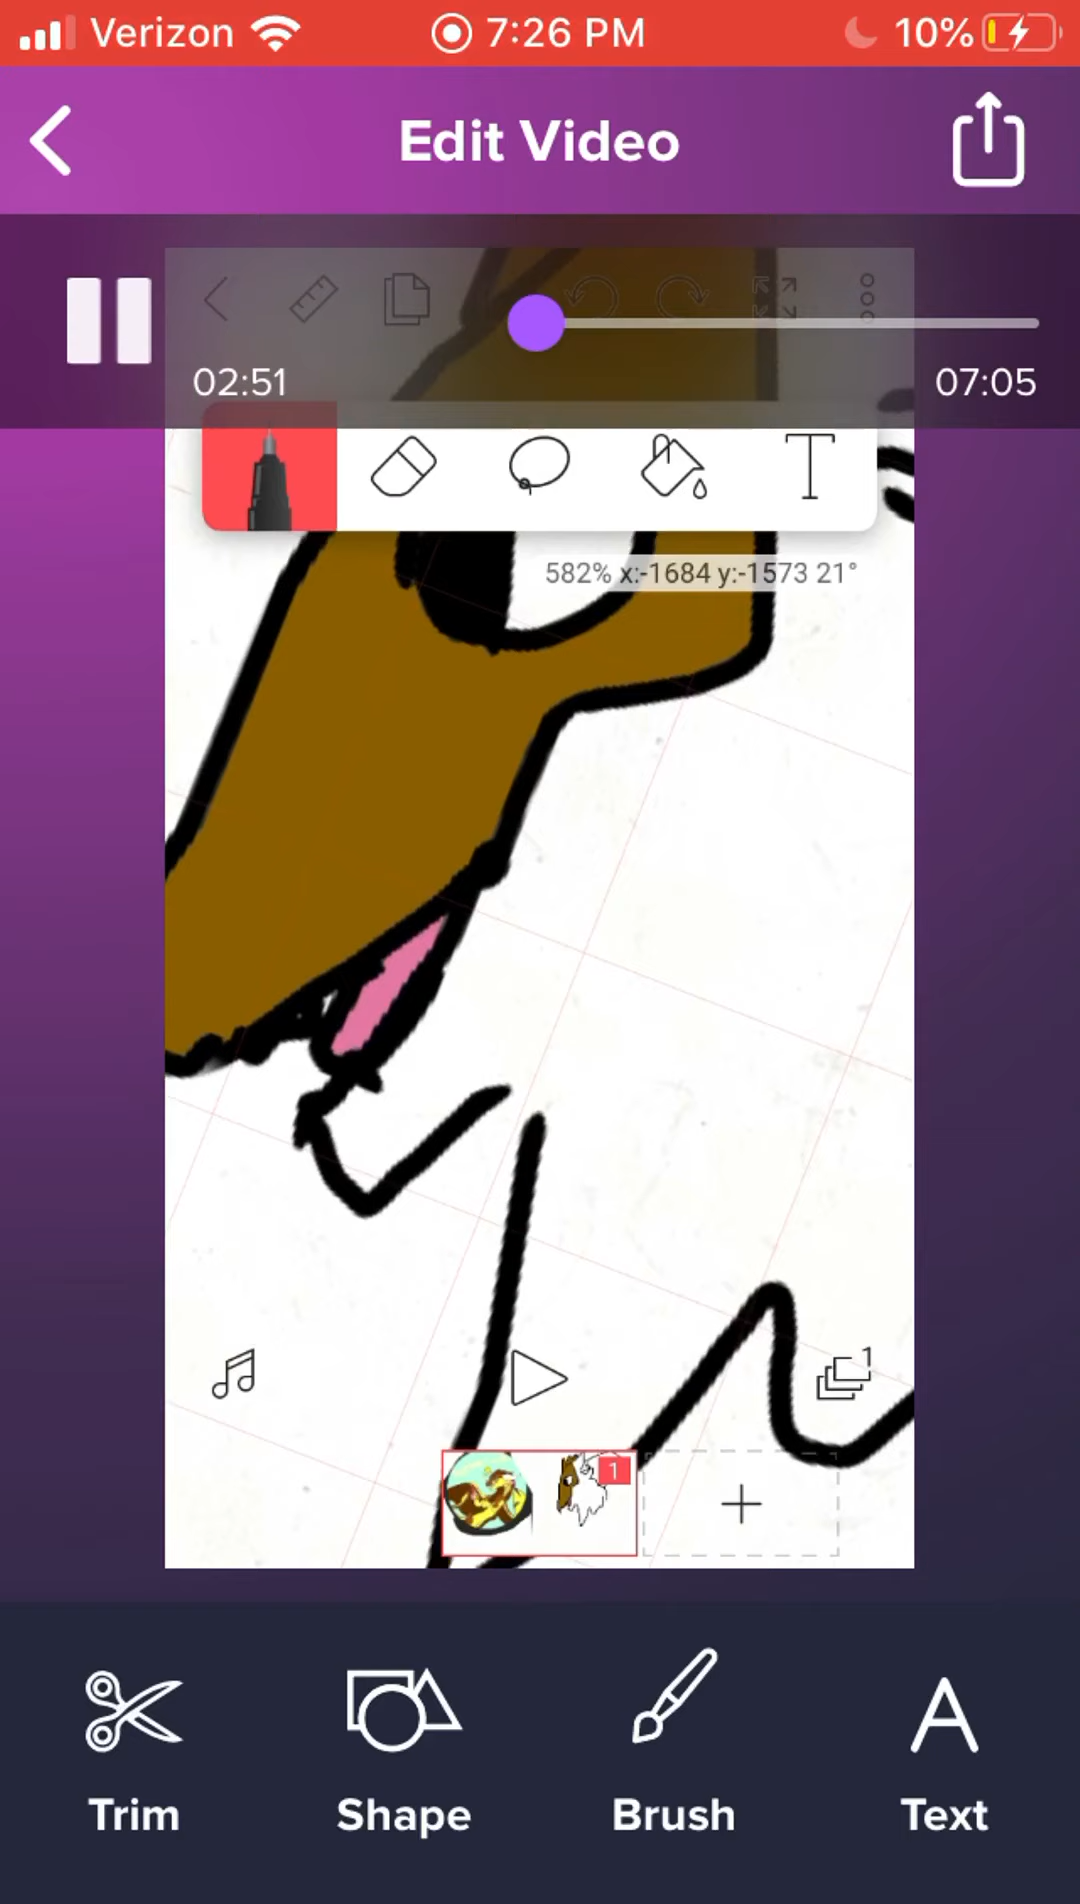 Verizon 7:26 PM 10%
Edit Video
02:51 07:05
T
582% x:-1684 y:-1573 21°
1
1
Trim Shape Brush Text